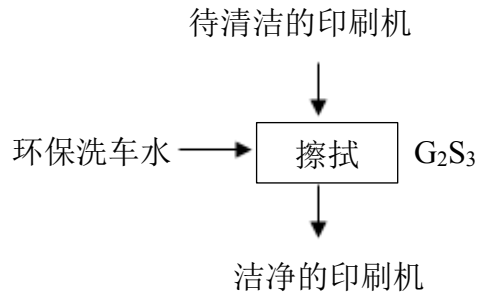 待清洁的印刷机
环保洗车水
擦拭
G₂S₃
洁净的印刷机